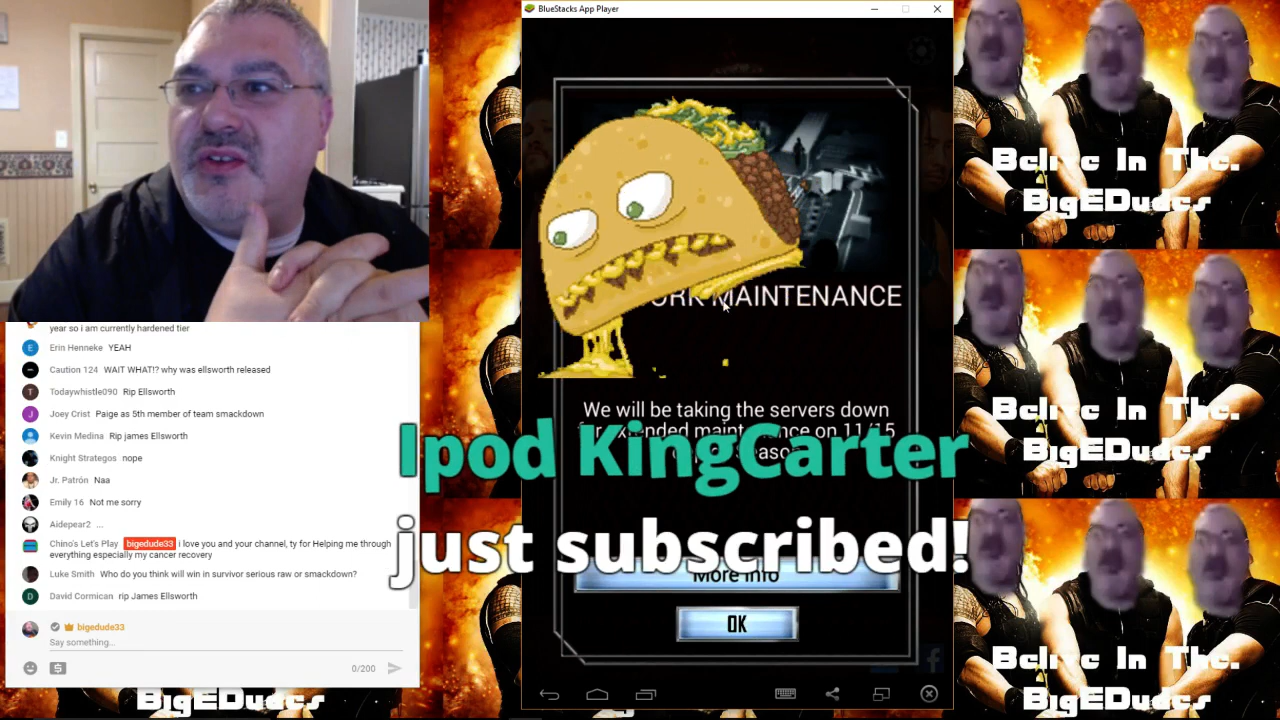 BlueStacks App Player
Belive In The.
BigEDudes
year so i am currently hardened tier
Erin Henneke YEAH
Caution 124 WAIT WHAT!? why was ellsworth released
Todaywhistle090 Rip Ellsworth
Joey Crist Paige as 5th member of team smackdown
Kevin Medina Rip james Ellsworth
Knight Strategos nope
Jr. Patrón Naa
Emily 16 Not me sorry
Aidepear2 ...
Chino's Let's Play bigedude33 i love you and your channel, ty for Helping me through
everything especially my cancer recovery
Luke Smith Who do you think will win in survivor serious raw or smackdown?
David Cormican rip James Ellsworth
bigedude33
Say something...
0/200
MAINTENANCE
We will be taking the servers down
maintenance on 11/15
Ipod KingCarter
just subscribed!
More Info
OK
Belive In The.
BigEDudes
Belive In The.
BigEDudes
BigEDudes